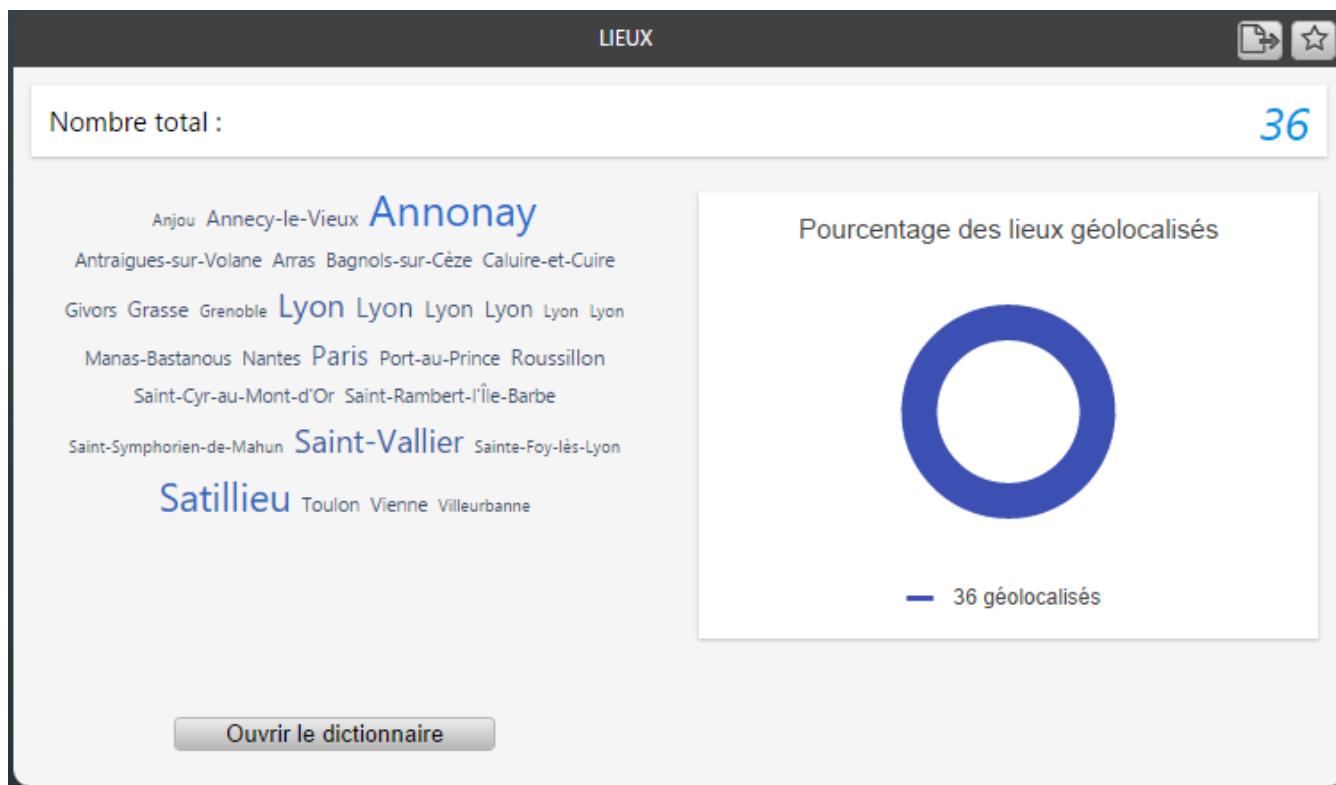 LIEUX
Nombre total :
36
Anjou Annecy-le-Vieux Annonay
Antraigues-sur-Volane Arras Bagnols-sur-Cèze Caluire-et-Cuire
Givors Grasse Grenoble Lyon Lyon Lyon Lyon Lyon Lyon
Manas-Bastanous Nantes Paris Port-au-Prince Roussillon
Saint-Cyr-au-Mont-d'Or Saint-Rambert-l'Île-Barbe
Saint-Symphorien-de-Mahun Saint-Vallier Sainte-Foy-lès-Lyon
Satillieu Toulon Vienne Villeurbanne
Pourcentage des lieux géolocalisés
36 géolocalisés
Ouvrir le dictionnaire